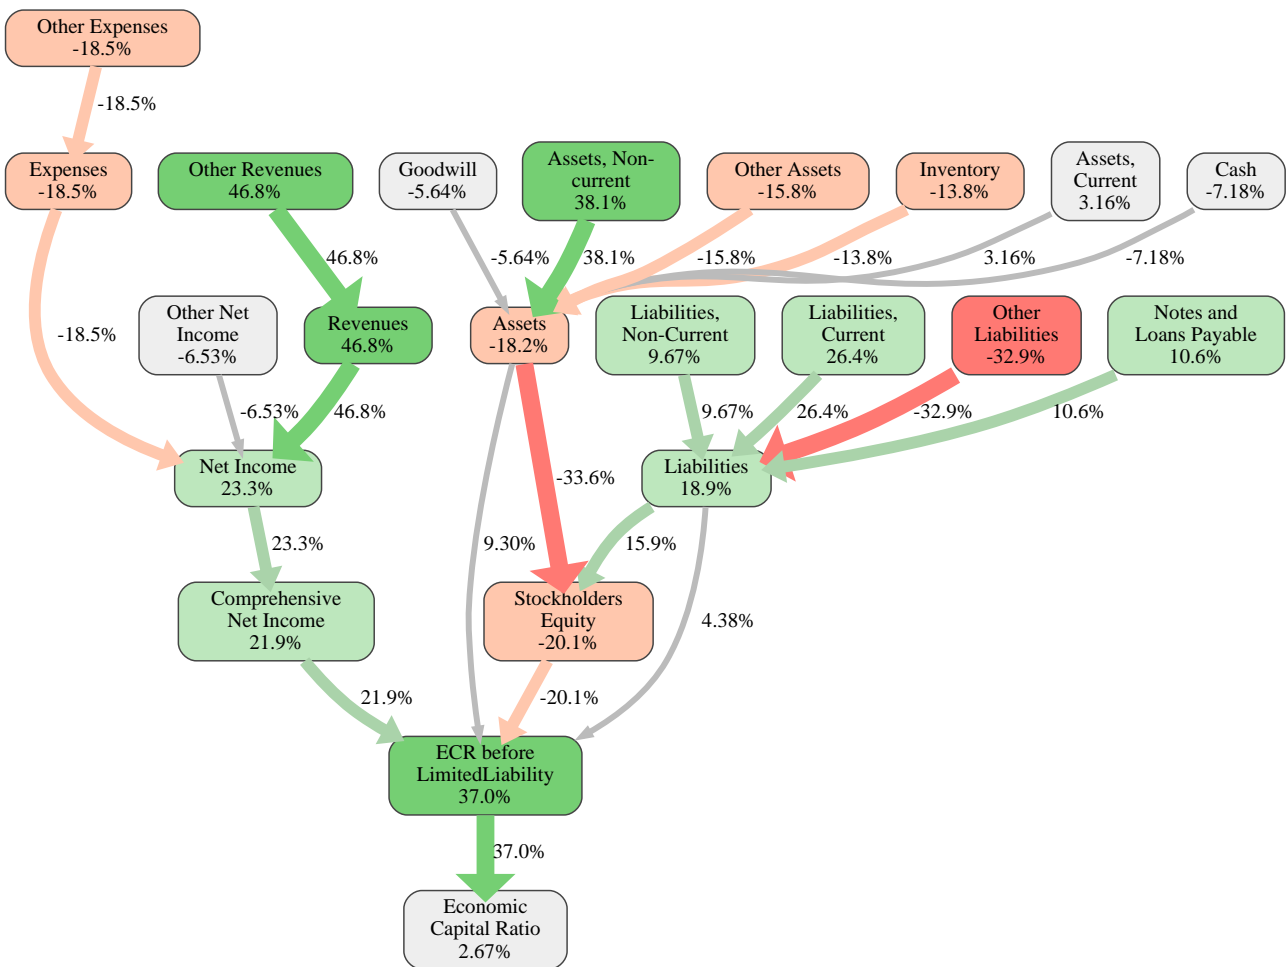 Other Expenses
-18.5%
-18.5%
Expenses
-18.5%
Other Revenues
46.8%
Goodwill
-5.64%
Assets, Non-
current
38.1%
Other Assets
-15.8%
Inventory
-13.8%
Assets,
Current
3.16%
Cash
-7.18%
46.8%
-5.64%
38.1%
-15.8%
-13.8%
3.16%
-7.18%
-18.5%
Other Net
Income
-6.53%
Revenues
46.8%
Assets
-18.2%
Liabilities,
Non-Current
9.67%
Liabilities,
Current
26.4%
Other
Liabilities
-32.9%
Notes and
Loans Payable
10.6%
-6.53%
46.8%
9.67%
26.4%
-32.9%
10.6%
Net Income
23.3%
-33.6%
Liabilities
18.9%
23.3%
9.30%
15.9%
Comprehensive
Net Income
21.9%
Stockholders
Equity
-20.1%
4.38%
21.9%
-20.1%
ECR before
LimitedLiability
37.0%
37.0%
Economic
Capital Ratio
2.67%